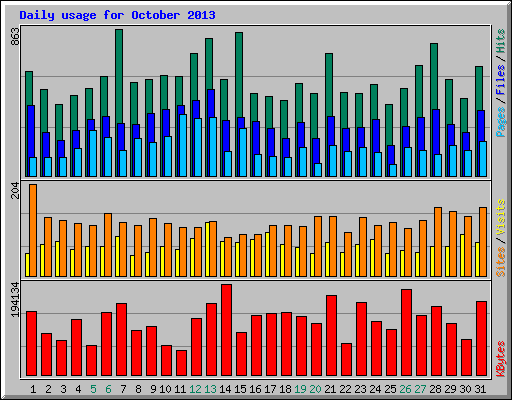 Daily usage for October 2013
863
Pages / Files / Hits
204
Sites / Visits
194134
KBytes
1 2 3 4 5 6 7 8 9 10 11 12 13 14 15 16 17 18 19 20 21 22 23 24 25 26 27 28 29 30 31